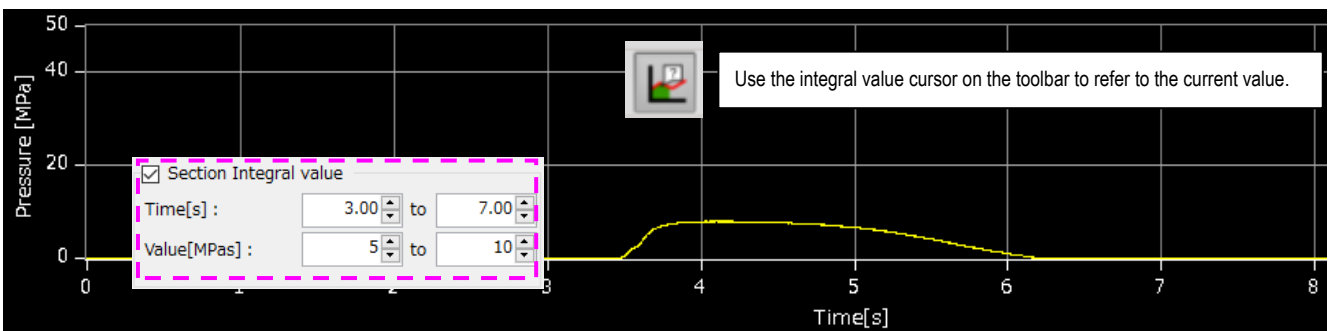 50
40
20
0
Pressure [MPa]
?
Use the integral value cursor on the toolbar to refer to the current value.
Section Integral value
Time[s] : 3.00 to 7.00
Value[MPas] : 5 to 10
0 1 2 3 4 5 6 7 8
Time[s]